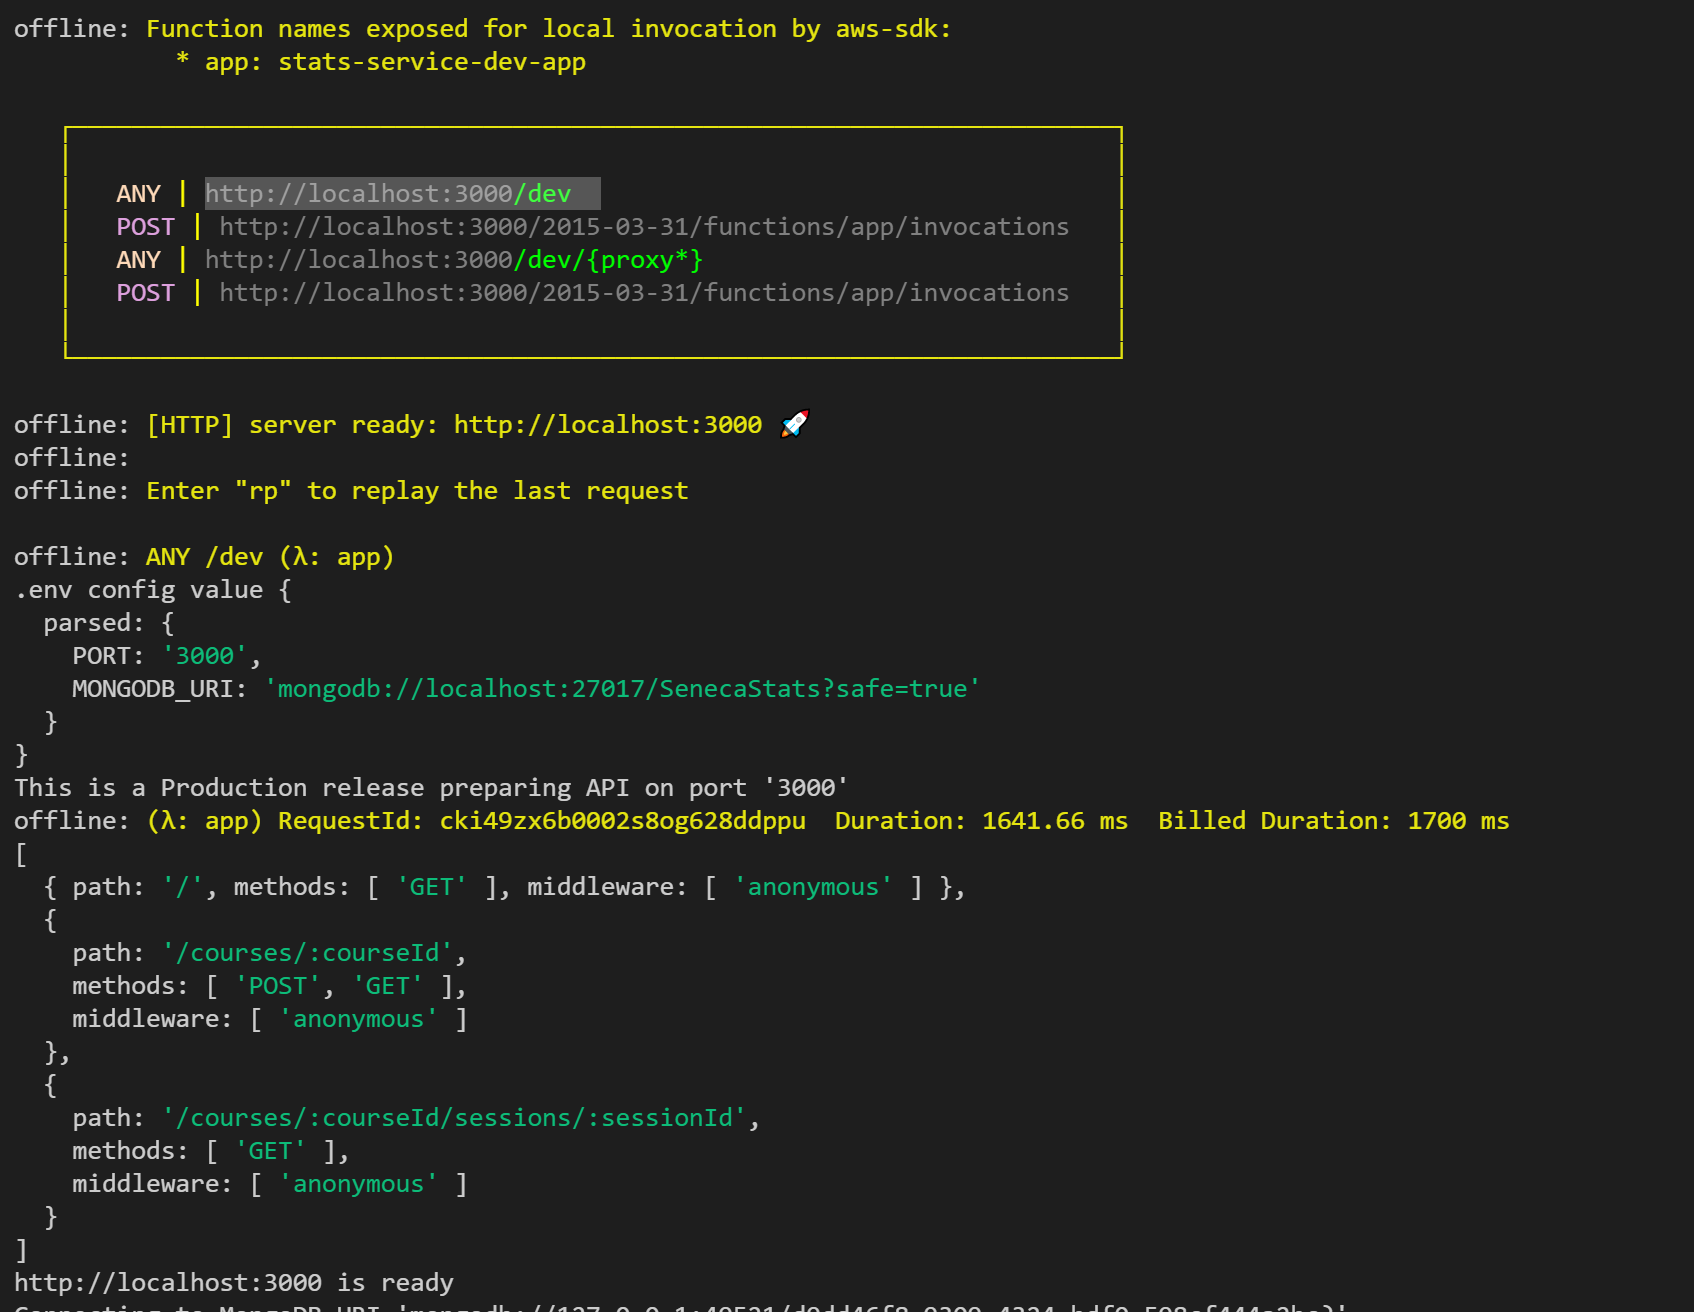 offline: Function names exposed for local invocation by aws-sdk:
* app: stats-service-dev-app
ANY | http://localhost:3000/dev
POST | http://localhost:3000/2015-03-31/functions/app/invocations
ANY | http://localhost:3000/dev/{proxy*}
POST | http://localhost:3000/2015-03-31/functions/app/invocations
offline: [HTTP] server ready: http://localhost:3000 🚀
offline:
offline: Enter "rp" to replay the last request
offline: ANY /dev (λ: app)
.env config value {
parsed: {
PORT: '3000',
MONGODB_URI: 'mongodb://localhost:27017/SenecaStats?safe=true'
}
}
This is a Production release preparing API on port '3000'
offline: (λ: app) RequestId: cki49zx6b0002s8og628ddppu  Duration: 1641.66 ms  Billed Duration: 1700 ms
[
{ path: '/', methods: [ 'GET' ], middleware: [ 'anonymous' ] },
{
path: '/courses/:courseId',
methods: [ 'POST', 'GET' ],
middleware: [ 'anonymous' ]
},
{
path: '/courses/:courseId/sessions/:sessionId',
methods: [ 'GET' ],
middleware: [ 'anonymous' ]
}
]
http://localhost:3000 is ready
Connecting to MongoDB URI